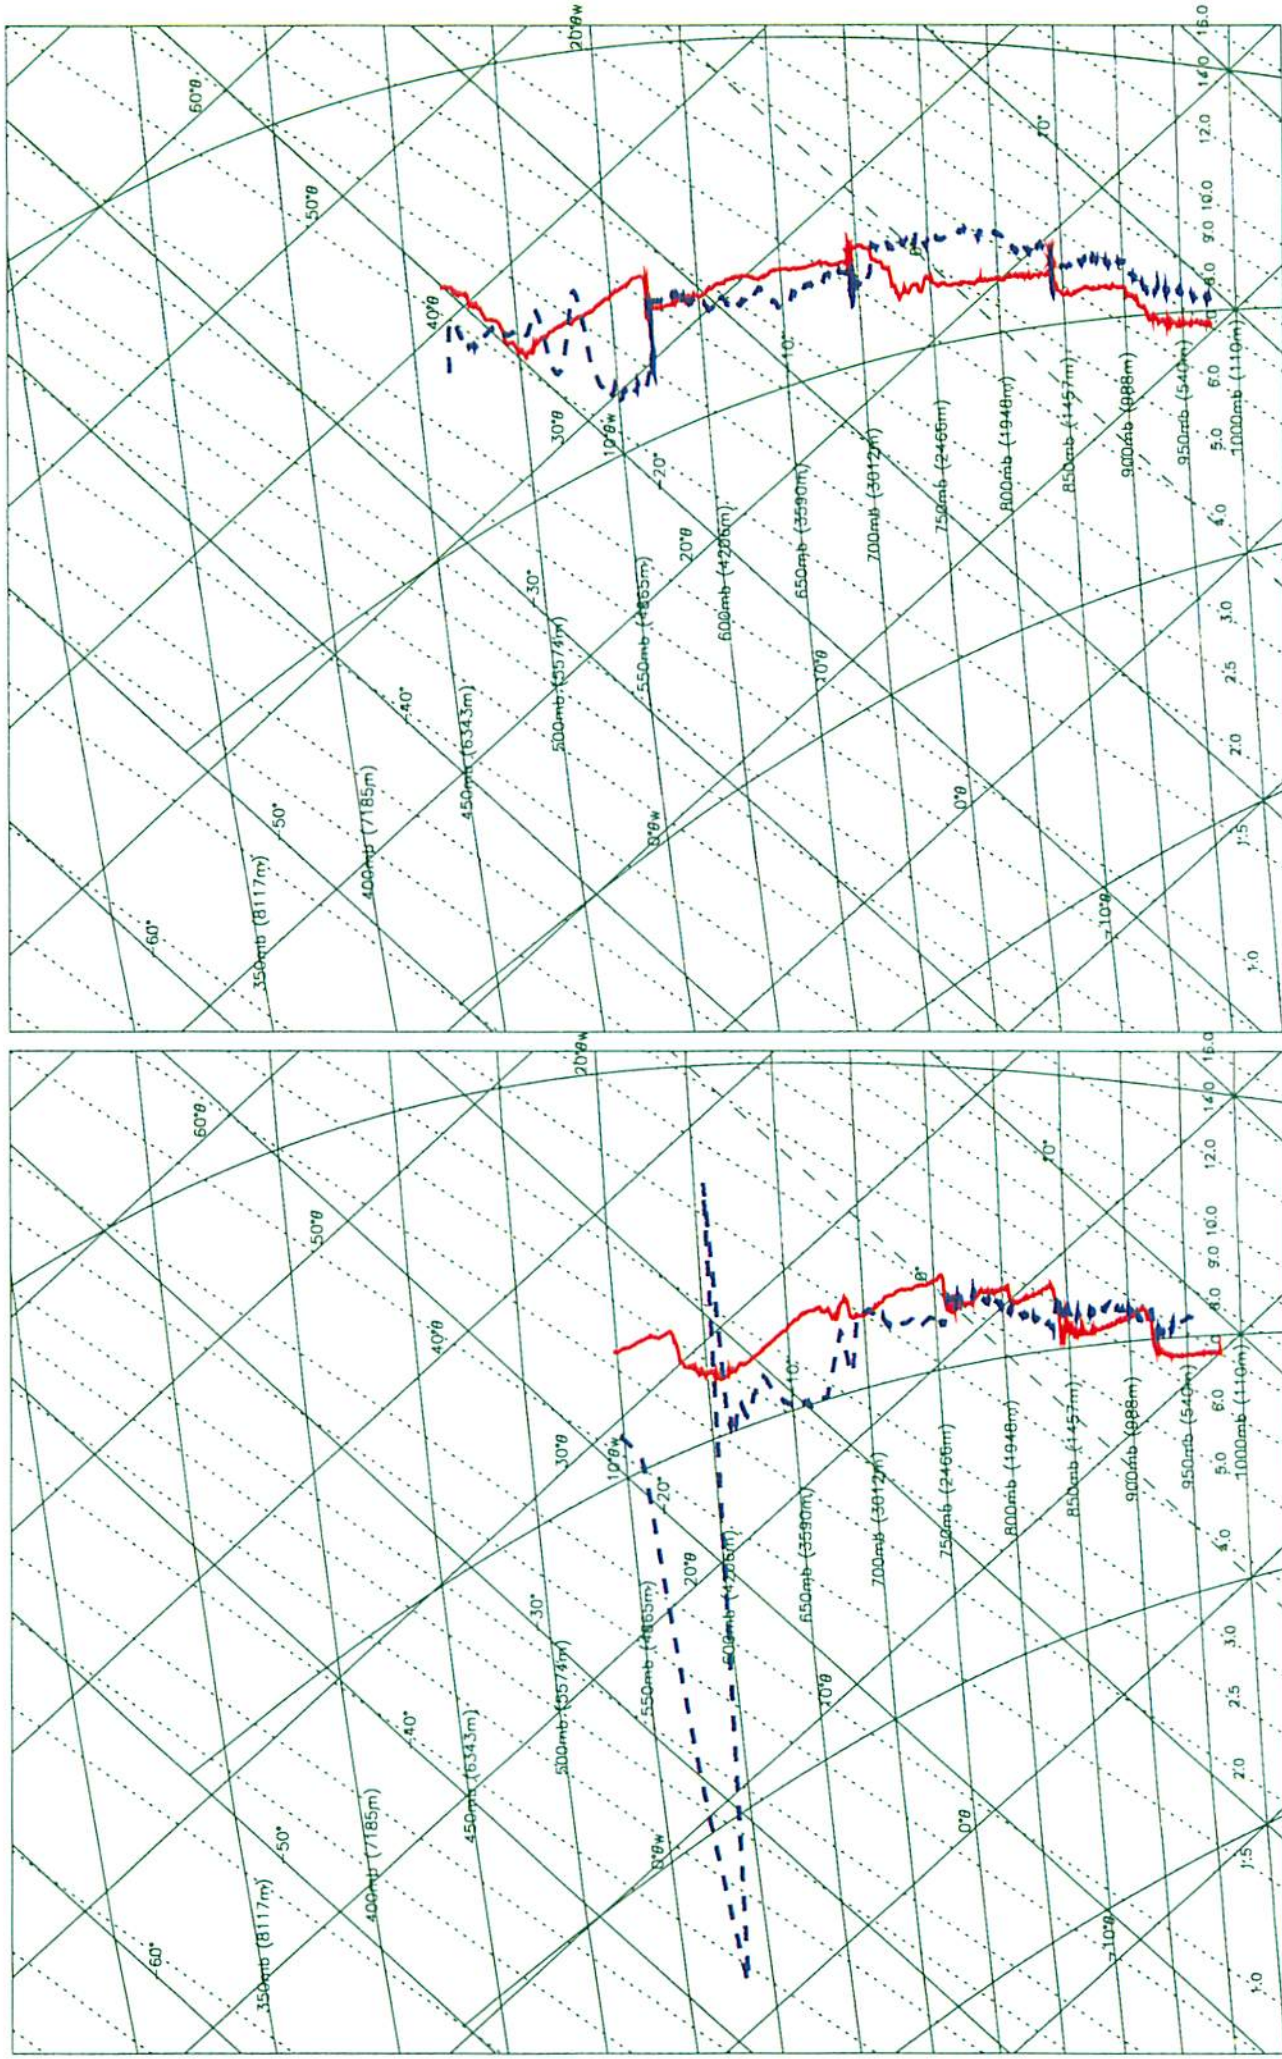 60°θ
20°θw
50°θ
40°θ
30°θ
10°θw
-20°
-30°
20°θ
-40°
-50°
-60°
350mb (8117m)
400mb (7185m)
450mb (6343m)
500mb (5574m)
550mb (4865m)
600mb (4206m)
650mb (3590m)
700mb (3012m)
750mb (2466m)
800mb (1948m)
850mb (1457m)
900mb (988m)
950mb (540m)
1000mb (110m)
0°θw
10°θ
0°θ
-10°θ
-10°
0°
10°
1.0
1.5
2.0
2.5
3.0
4.0
5.0
6.0
8.0
9.0
10.0
12.0
14.0
16.0
60°θ
20°θw
50°θ
40°θ
30°θ
10°θw
-20°
-30°
20°θ
-40°
-50°
-60°
350mb (8117m)
400mb (7185m)
450mb (6343m)
500mb (5574m)
550mb (4865m)
600mb (4206m)
650mb (3590m)
700mb (3012m)
750mb (2466m)
800mb (1948m)
850mb (1457m)
900mb (988m)
950mb (540m)
1000mb (110m)
0°θw
10°θ
0°θ
-10°θ
-10°
0°
10°
1.0
1.5
2.0
2.5
3.0
4.0
5.0
6.0
8.0
9.0
10.0
12.0
14.0
16.0